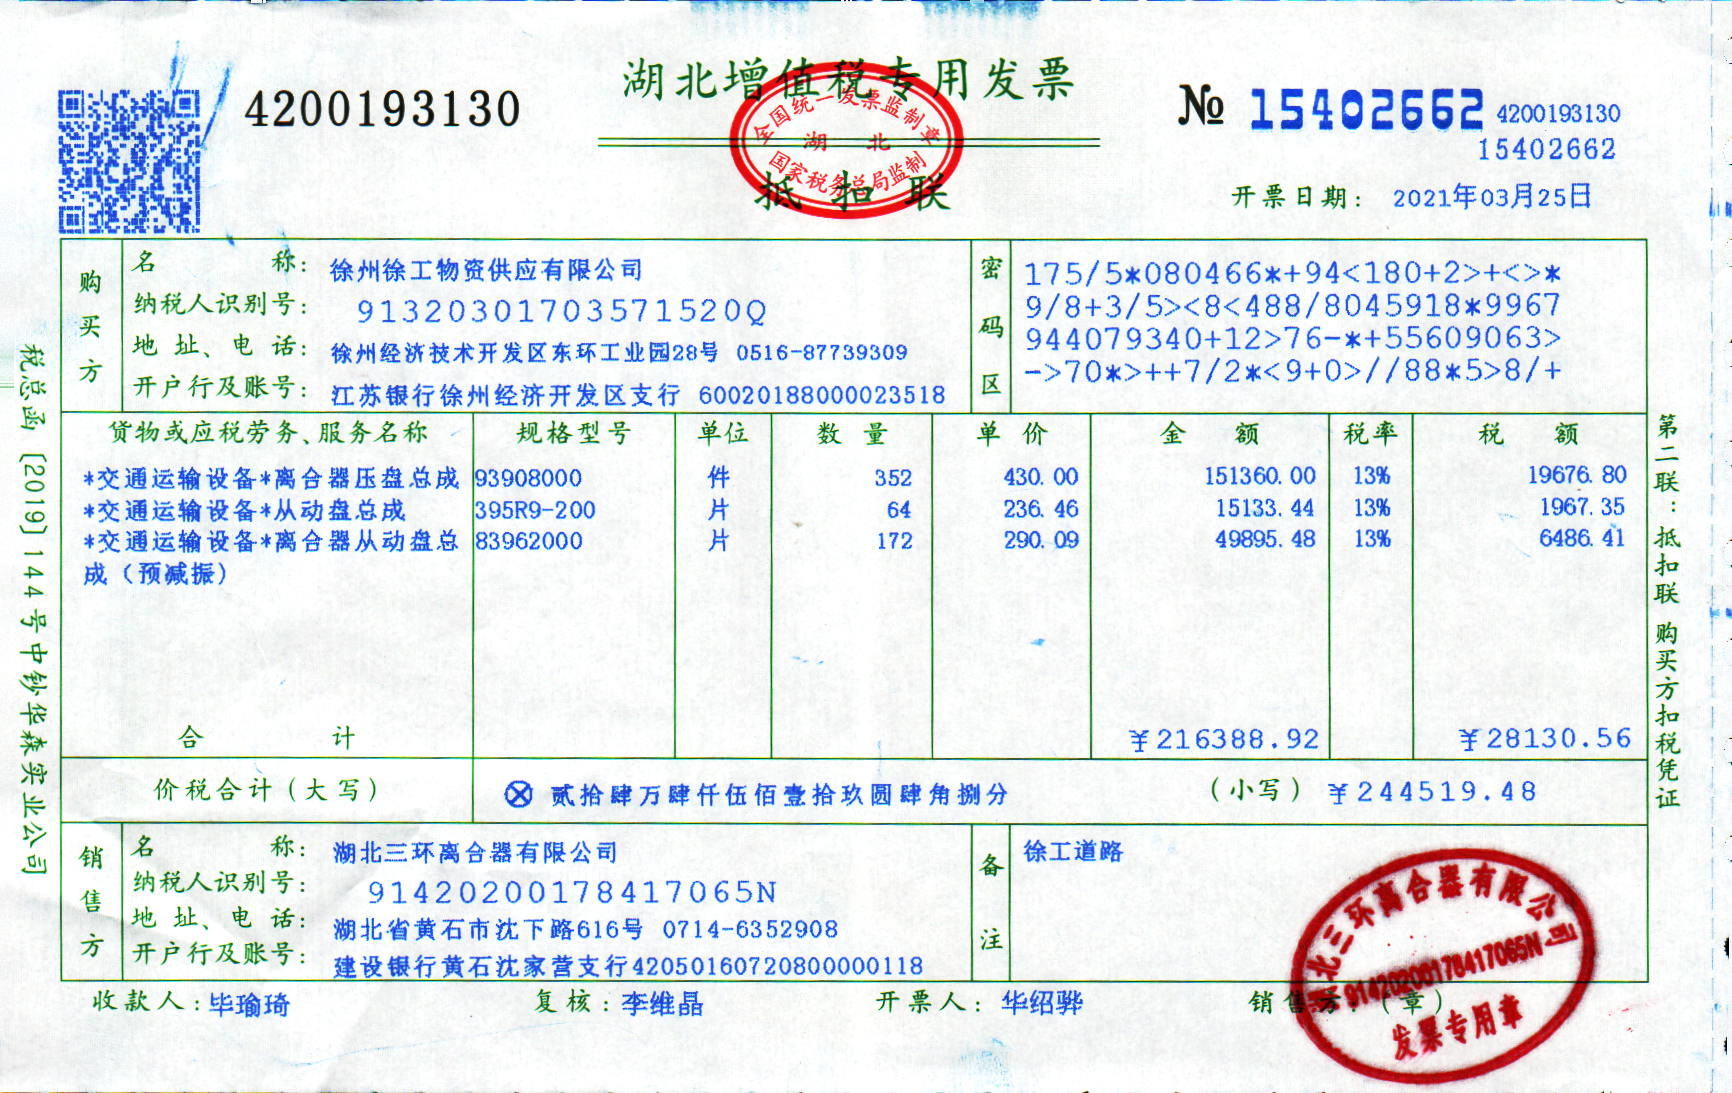 4200193130
湖北增值税专用发票
全国统一发票监制章
湖 北
国家税务总局监制
抵 扣 联
№ 15402662 4200193130
15402662
开票日期： 2021年03月25日
税总函〔2019〕144号中钞华森实业公司
购买方
名 称： 徐州徐工物资供应有限公司
纳税人识别号： 91320301703571520Q
地 址、电 话： 徐州经济技术开发区东环工业园28号 0516-87739309
开户行及账号： 江苏银行徐州经济开发区支行 60020188000023518
密码区
175/5*080466*+94<180+2>+<>*
9/8+3/5><8<488/8045918*9967
944079340+12>76-*+55609063>
->70*>++7/2*<9+0>//88*5>8/+
货物或应税劳务、服务名称 规格型号 单位 数 量 单 价 金 额 税率 税 额
*交通运输设备*离合器压盘总成 93908000 件 352 430.00 151360.00 13% 19676.80
*交通运输设备*从动盘总成 395R9-200 片 64 236.46 15133.44 13% 1967.35
*交通运输设备*离合器从动盘总 83962000 片 172 290.09 49895.48 13% 6486.41
成（预减振）
合 计 ￥216388.92 ￥28130.56
价税合计（大写） ⊗ 贰拾肆万肆仟伍佰壹拾玖圆肆角捌分 （小写） ￥244519.48
销售方
名 称： 湖北三环离合器有限公司
纳税人识别号： 91420200178417065N
地 址、电 话： 湖北省黄石市沈下路616号 0714-6352908
开户行及账号： 建设银行黄石沈家营支行42050160720800000118
备注
徐工道路
收款人：毕瑜琦 复核：李维晶 开票人：华绍骅 销售方：（章）
湖北三环离合器有限公司
91420200178417065N
发票专用章
第二联：抵扣联 购买方扣税凭证